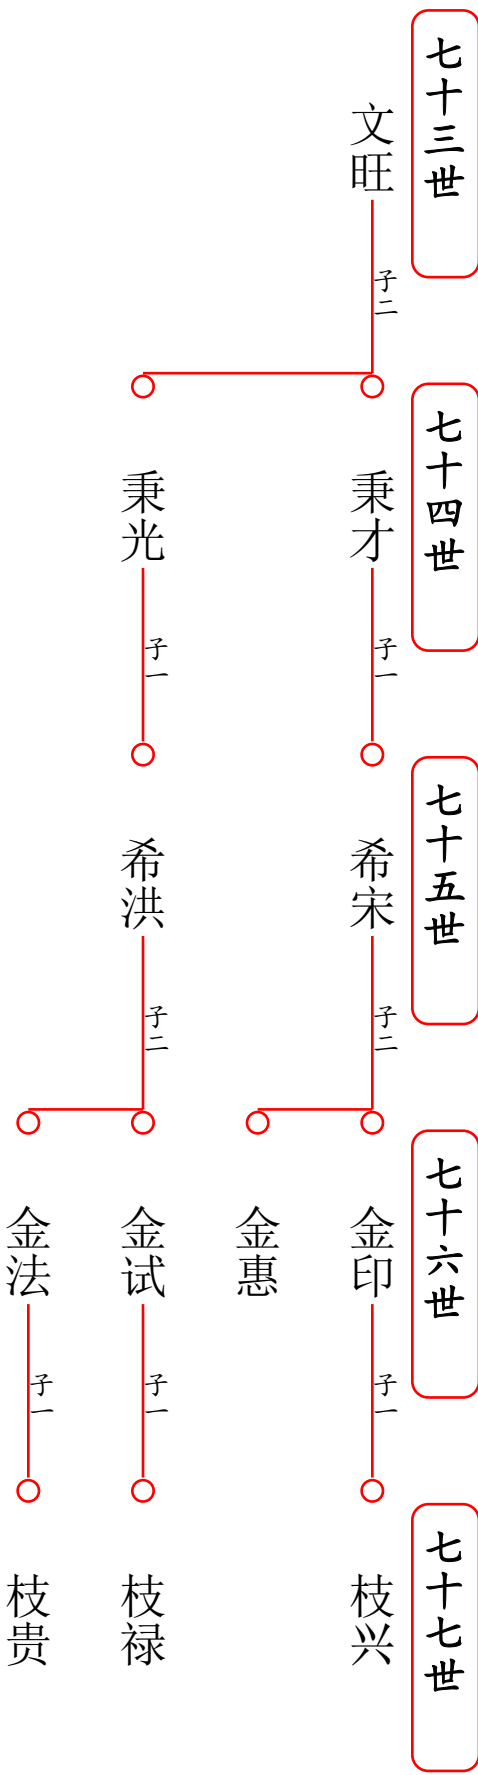 七十三世
文旺
子二
七十四世
秉才
子一
秉光
子一
七十五世
希宋
子二
希洪
子二
七十六世
金印
子一
金惠
金试
子一
金法
子一
七十七世
枝兴
枝禄
枝贵